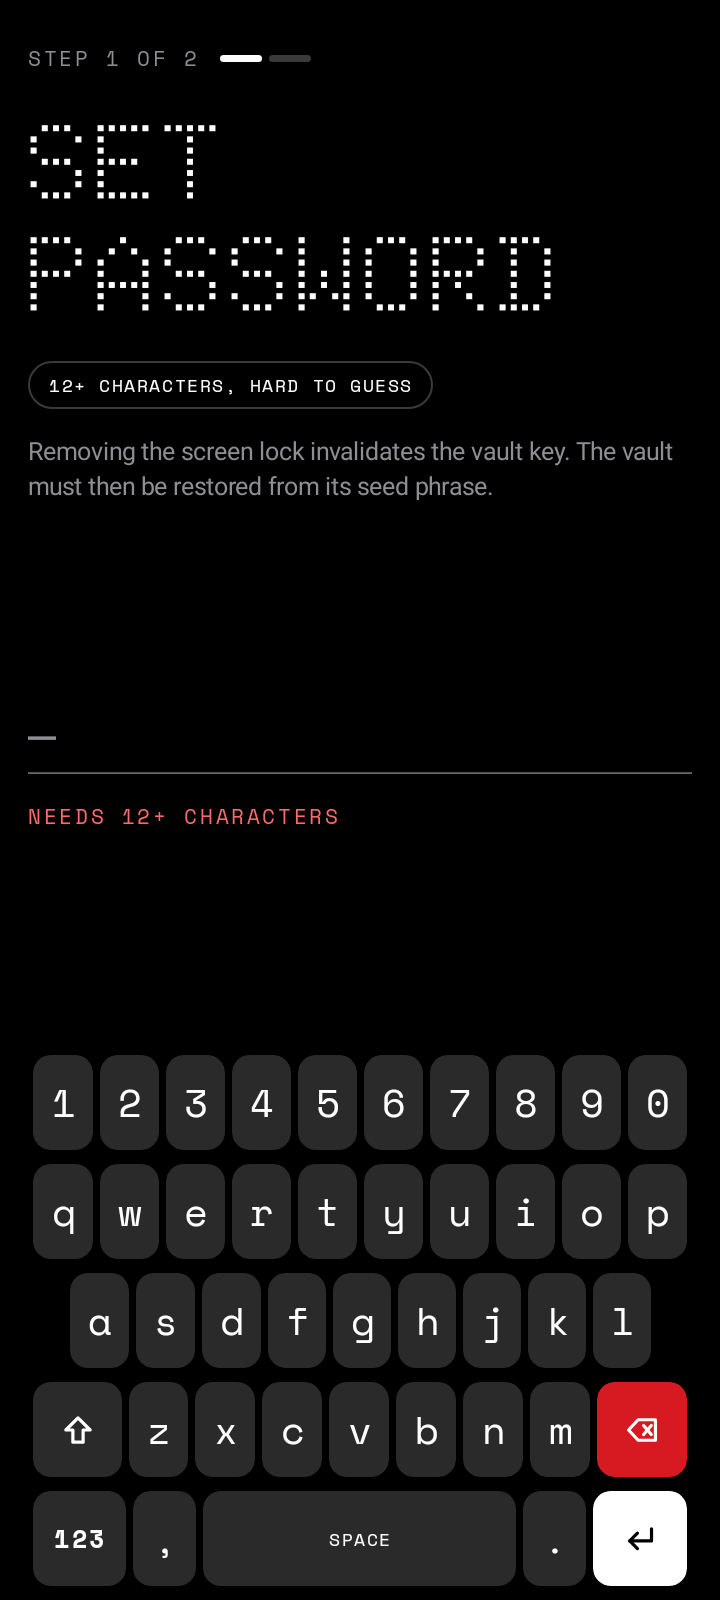 STEP 1 OF 2
SET
PASSWORD
12+ CHARACTERS, HARD TO GUESS
Removing the screen lock invalidates the vault key. The vault
must then be restored from its seed phrase.
NEEDS 12+ CHARACTERS
1 2 3 4 5 6 7 8 9 0
q w e r t y u i o p
a s d f g h j k l
z x c v b n m
123 , SPACE .